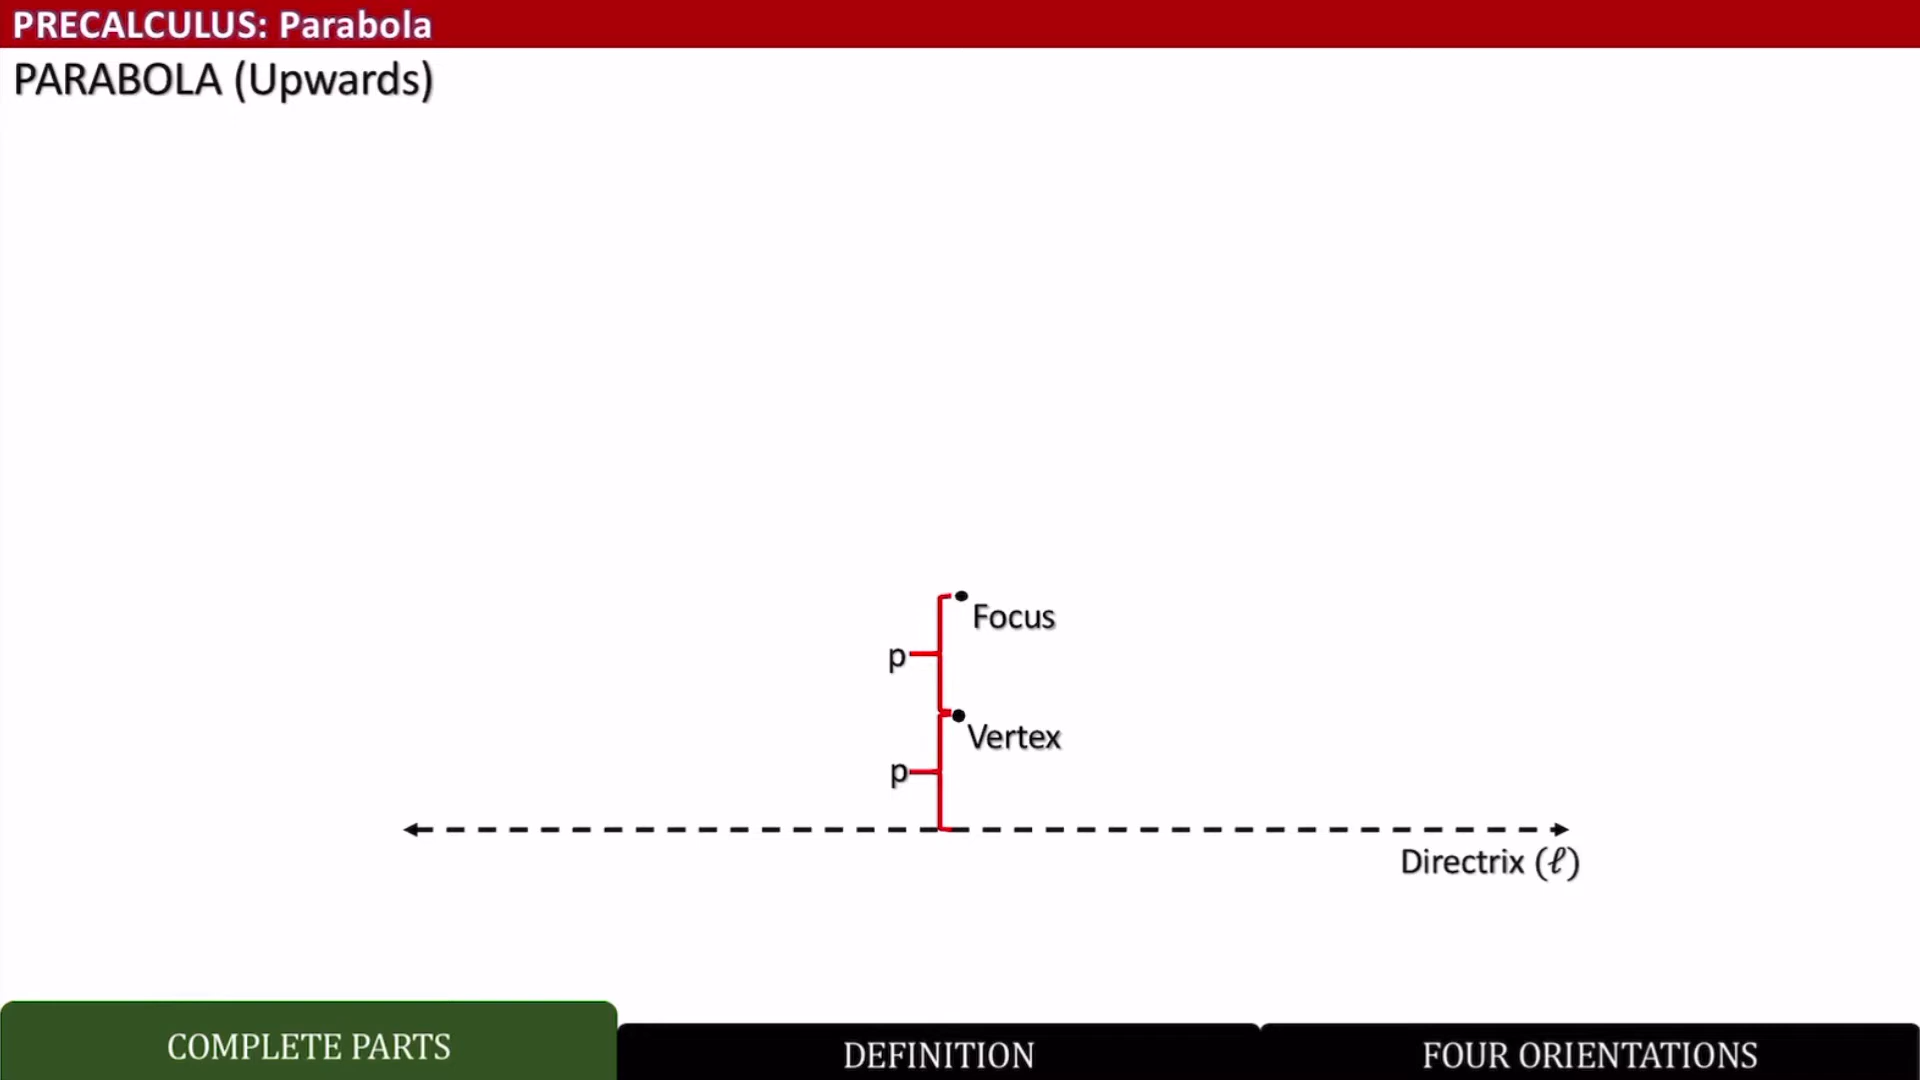 PRECALCULUS: Parabola
PARABOLA (Upwards)
Focus
p
Vertex
p
Directrix (ℓ)
COMPLETE PARTS
DEFINITION
FOUR ORIENTATIONS